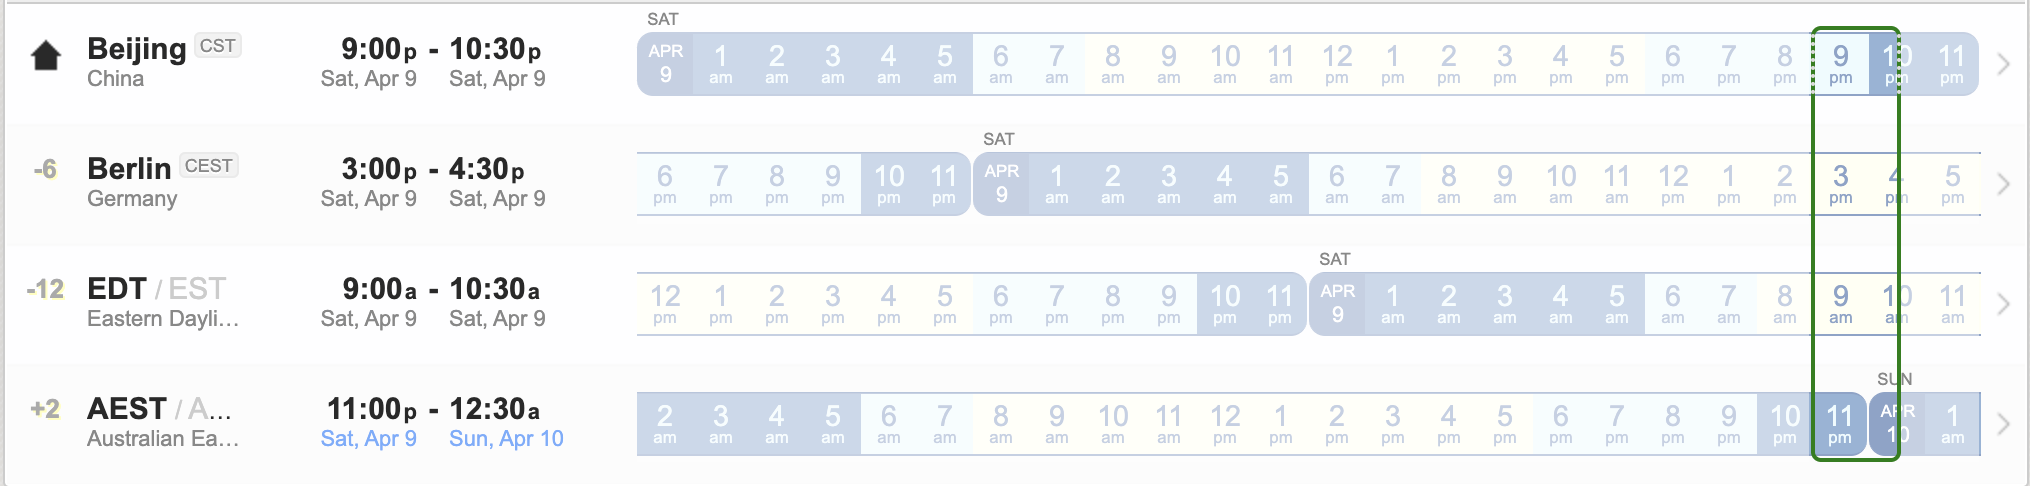 SAT
Beijing CST 9:00p - 10:30p
China Sat, Apr 9 Sat, Apr 9
APR 9 1 am 2 am 3 am 4 am 5 am 6 am 7 am 8 am 9 am 10 am 11 am 12 pm 1 pm 2 pm 3 pm 4 pm 5 pm 6 pm 7 pm 8 pm 9 pm 10 pm 11 pm
SAT
-6 Berlin CEST 3:00p - 4:30p
Germany Sat, Apr 9 Sat, Apr 9
6 pm 7 pm 8 pm 9 pm 10 pm 11 pm APR 9 1 am 2 am 3 am 4 am 5 am 6 am 7 am 8 am 9 am 10 am 11 am 12 pm 1 pm 2 pm 3 pm 4 pm 5 pm
SAT
-12 EDT / EST 9:00a - 10:30a
Eastern Dayli... Sat, Apr 9 Sat, Apr 9
12 pm 1 pm 2 pm 3 pm 4 pm 5 pm 6 pm 7 pm 8 pm 9 pm 10 pm 11 pm APR 9 1 am 2 am 3 am 4 am 5 am 6 am 7 am 8 am 9 am 10 am 11 am
SUN
+2 AEST / A... 11:00p - 12:30a
Australian Ea... Sat, Apr 9 Sun, Apr 10
2 am 3 am 4 am 5 am 6 am 7 am 8 am 9 am 10 am 11 am 12 pm 1 pm 2 pm 3 pm 4 pm 5 pm 6 pm 7 pm 8 pm 9 pm 10 pm 11 pm APR 10 1 am